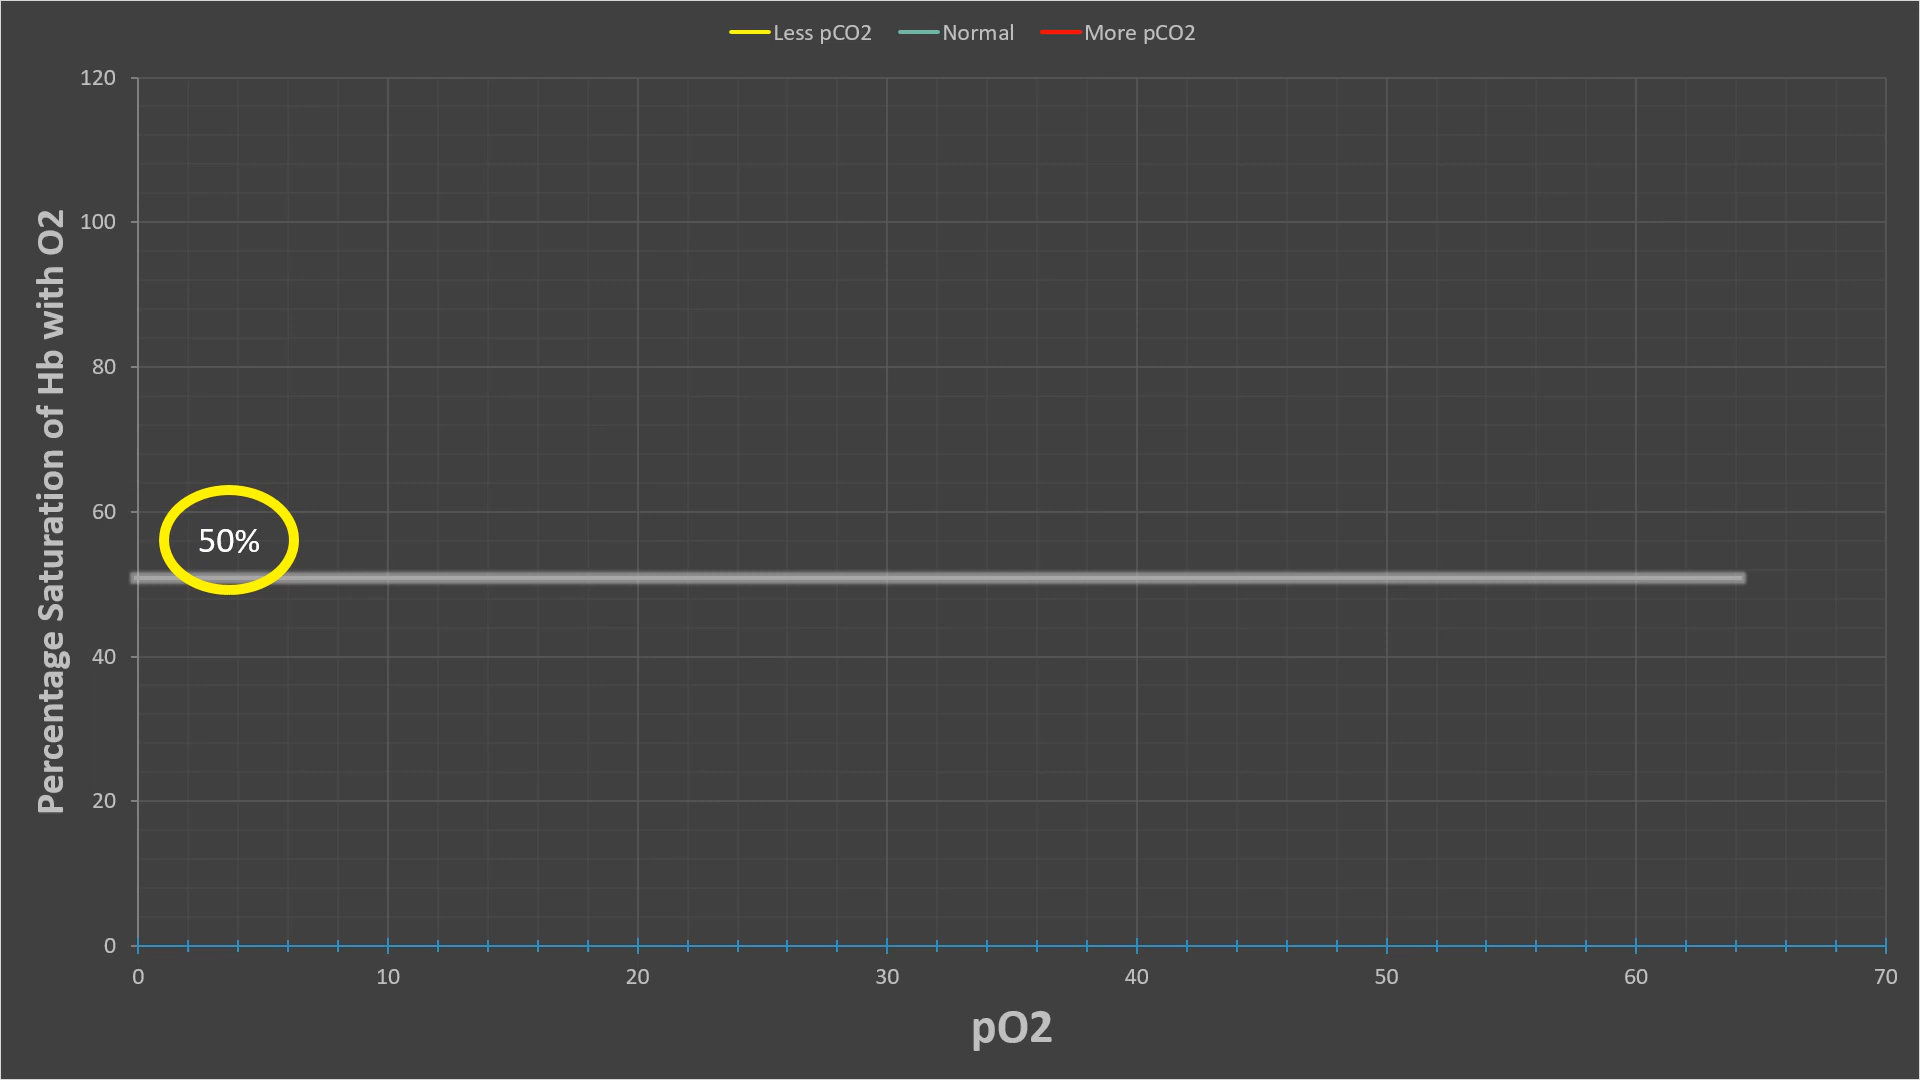 Less pCO2 Normal More pCO2
120
100
80
60
40
20
0
Percentage Saturation of Hb with O2
50%
0 10 20 30 40 50 60 70
pO2